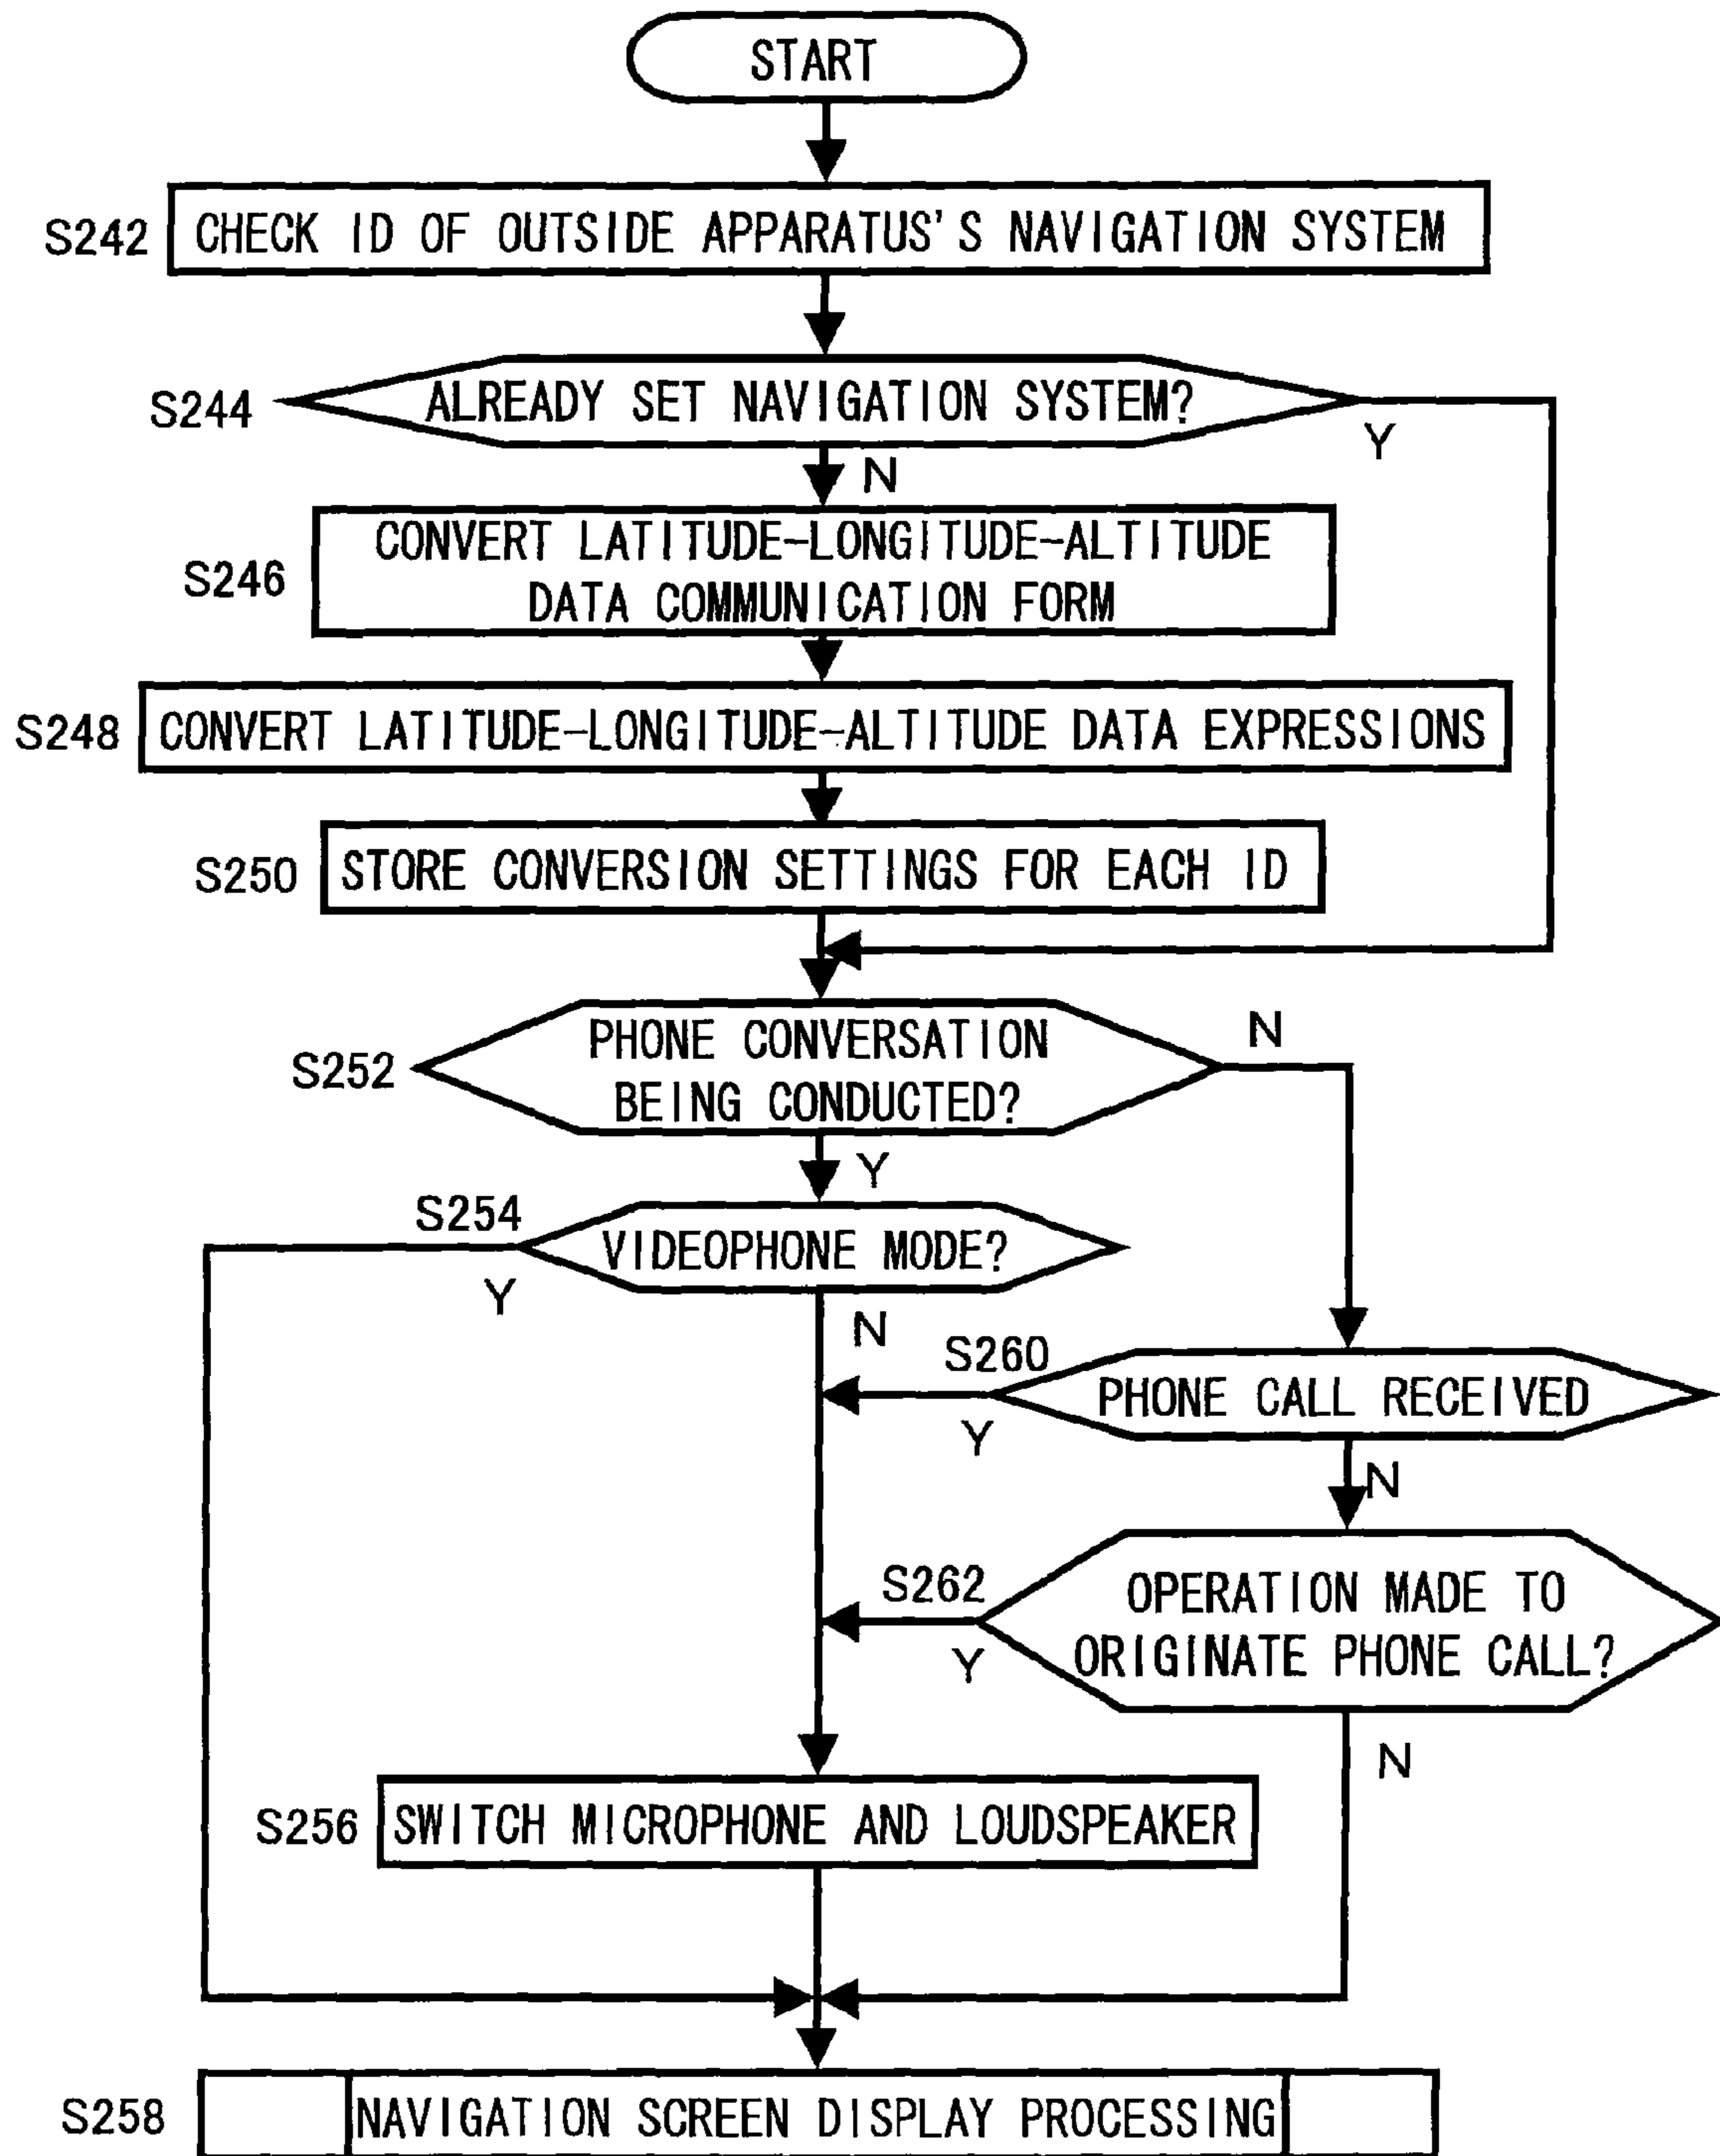 START
S242
CHECK ID OF OUTSIDE APPARATUS'S NAVIGATION SYSTEM
S244
ALREADY SET NAVIGATION SYSTEM?
Y
N
S246
CONVERT LATITUDE-LONGITUDE-ALTITUDE
DATA COMMUNICATION FORM
S248
CONVERT LATITUDE-LONGITUDE-ALTITUDE DATA EXPRESSIONS
S250
STORE CONVERSION SETTINGS FOR EACH ID
S252
PHONE CONVERSATION
BEING CONDUCTED?
N
Y
S254
VIDEOPHONE MODE?
Y
N
S260
PHONE CALL RECEIVED
Y
N
S262
OPERATION MADE TO
ORIGINATE PHONE CALL?
Y
N
S256
SWITCH MICROPHONE AND LOUDSPEAKER
S258
NAVIGATION SCREEN DISPLAY PROCESSING